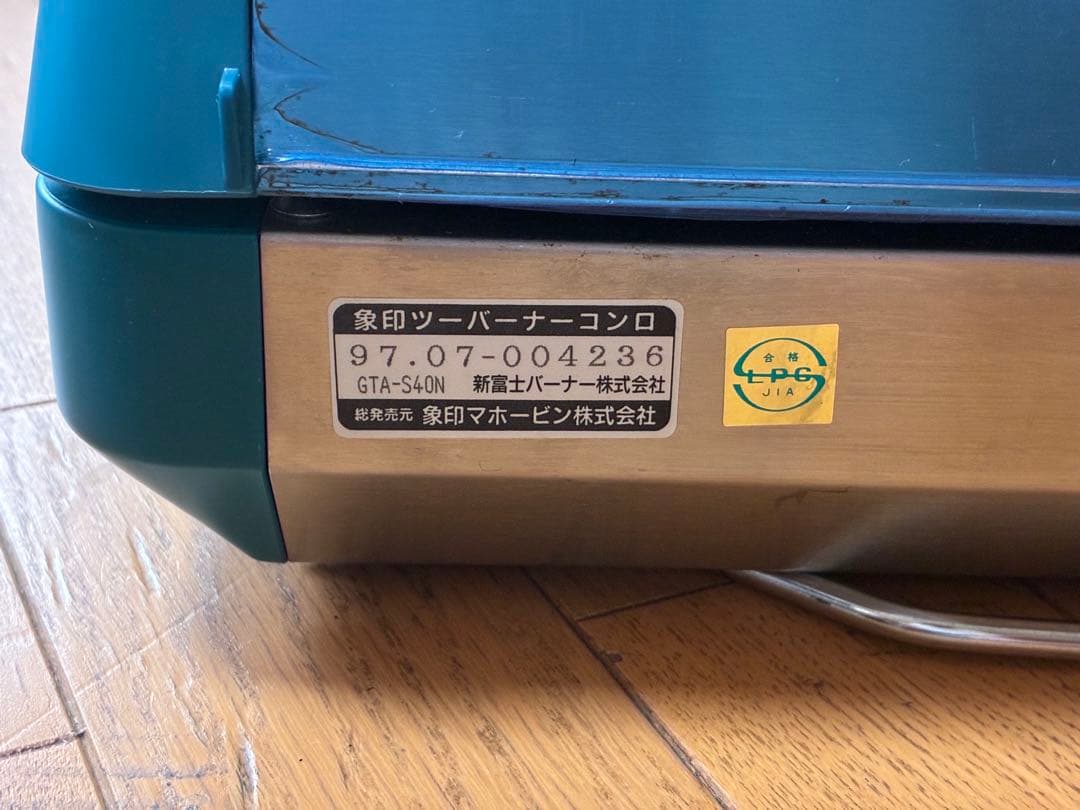 象印ツーバーナーコンロ
97.07-004236
GTA-S40N 新富士バーナー株式会社
総発売元 象印マホービン株式会社
合格
LPG
JIA